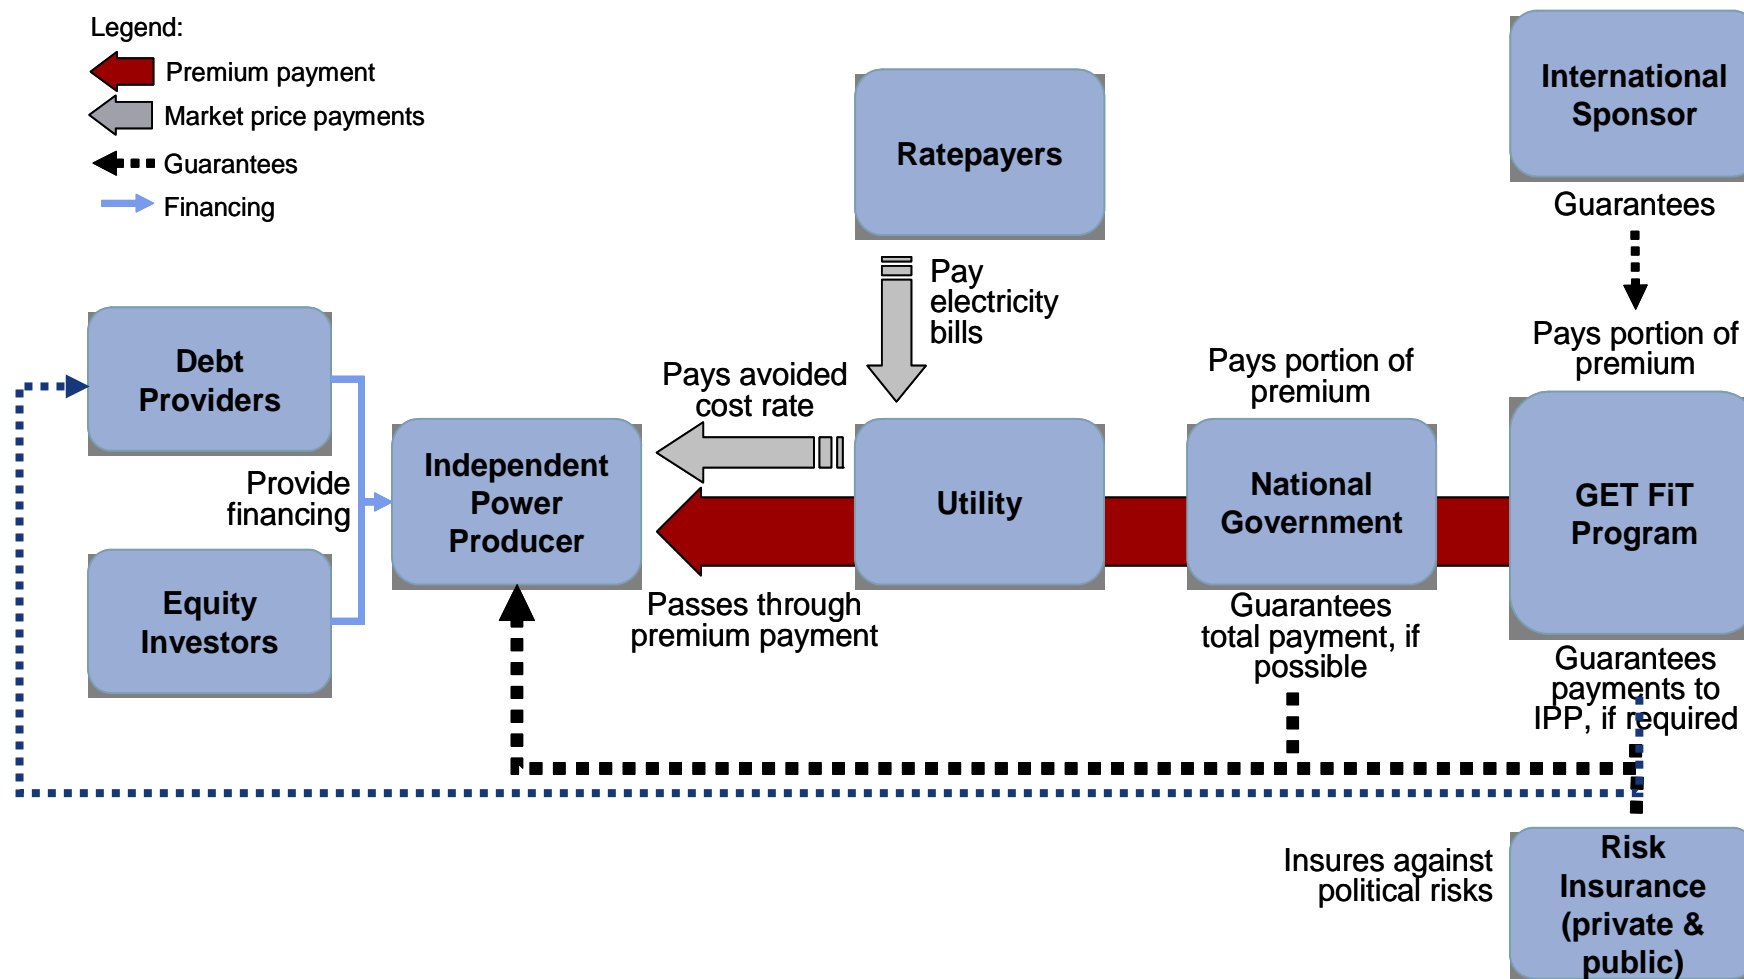 Legend:
Premium payment
Market price payments
Guarantees
Financing
Ratepayers
International
Sponsor
Guarantees
Pay
electricity
bills
Debt
Providers
Pays avoided
cost rate
Pays portion of
premium
Pays portion of
premium
Provide
financing
Independent
Power
Producer
Utility
National
Government
GET FiT
Program
Equity
Investors
Passes through
premium payment
Guarantees
total payment, if
possible
Guarantees
payments to
IPP, if required
Insures against
political risks
Risk
Insurance
(private &
public)